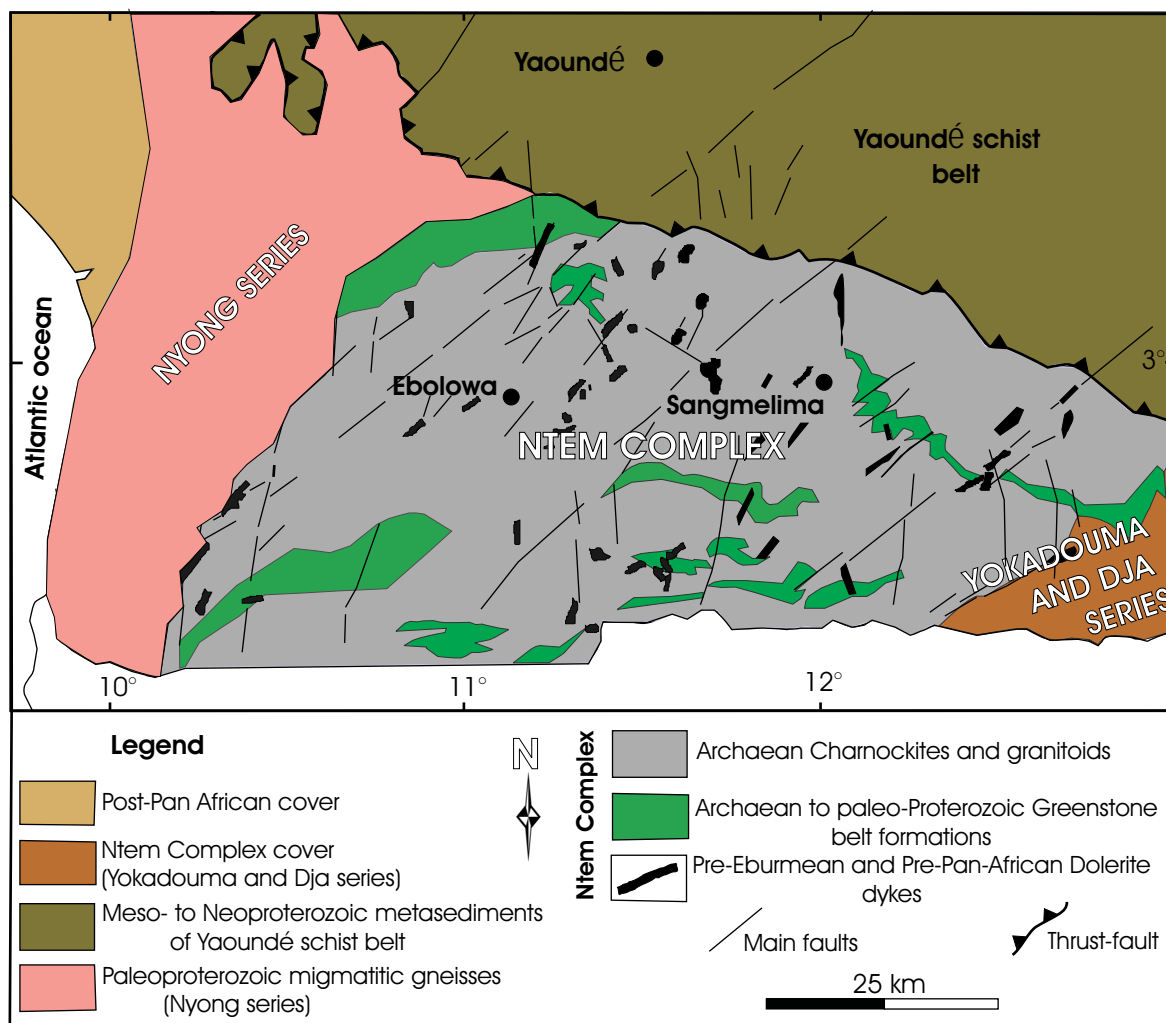 Yaoundé
Yaoundé schist
belt
NYONG SERIES
Atlantic ocean
3°
Ebolowa
Sangmelima
NTEM COMPLEX
YOKADOUMA
AND DJA
SERIES
10°
11°
12°
Legend
N
Post-Pan African cover
Ntem Complex cover
(Yokadouma and Dja series)
Meso- to Neoproterozoic metasediments
of Yaoundé schist belt
Paleoproterozoic migmatitic gneisses
(Nyong series)
Ntem Complex
Archaean Charnockites and granitoids
Archaean to paleo-Proterozoic Greenstone
belt formations
Pre-Eburmean and Pre-Pan-African Dolerite
dykes
Main faults
Thrust-fault
25 km